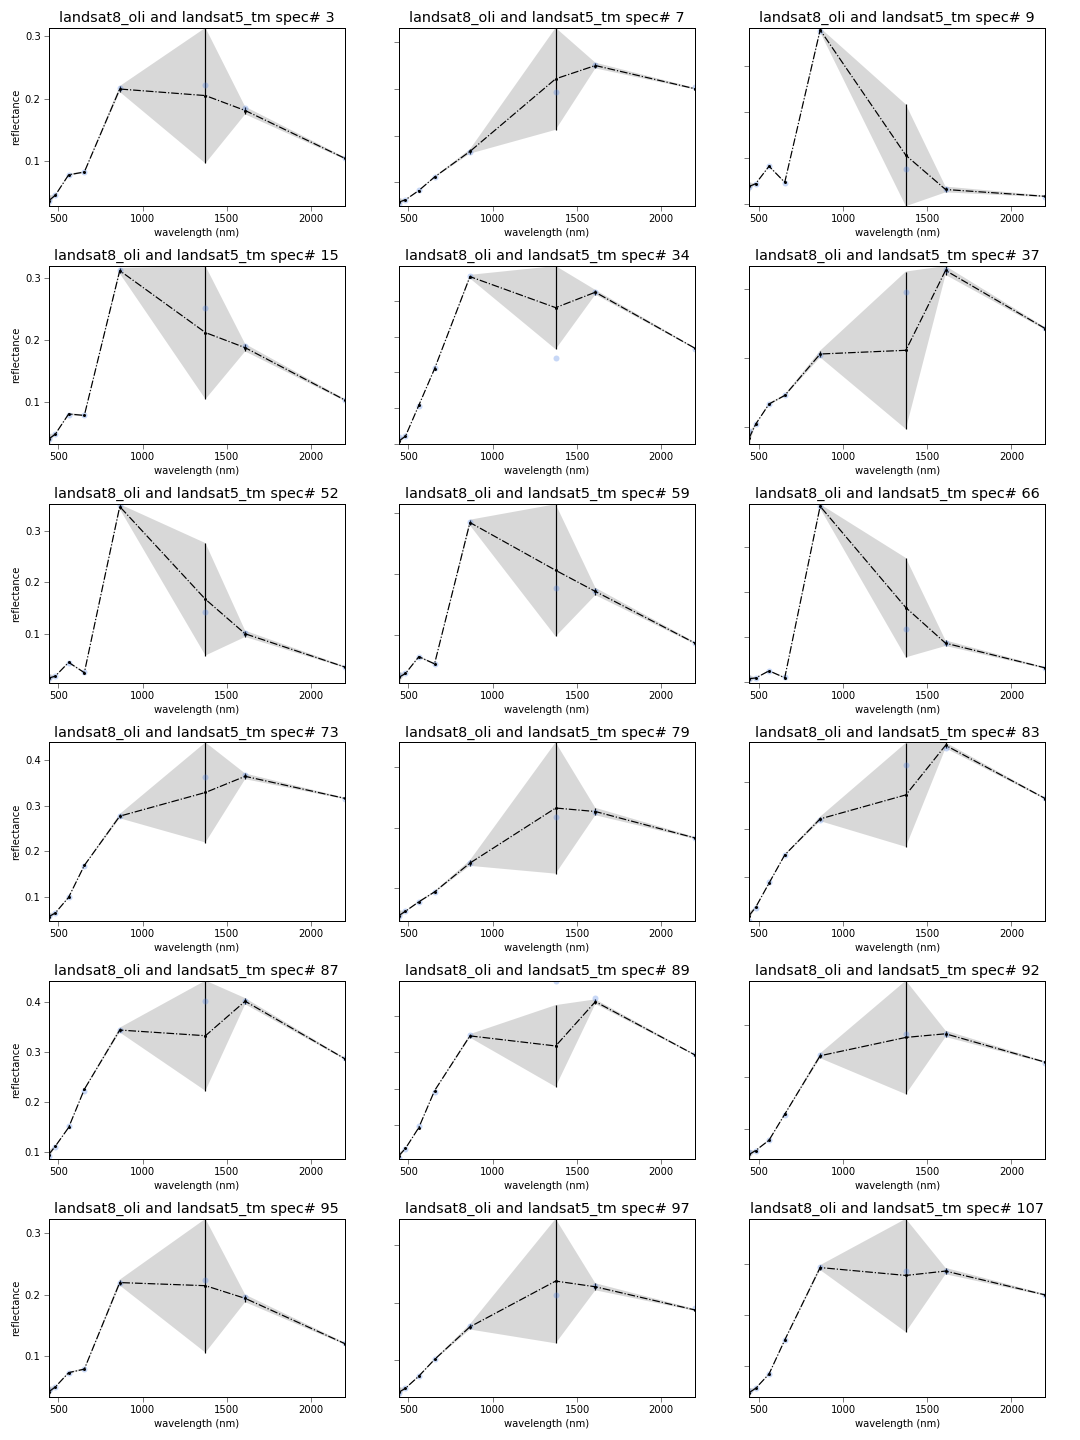 landsat8_oli and landsat5_tm spec# 3
landsat8_oli and landsat5_tm spec# 7
landsat8_oli and landsat5_tm spec# 9
0.3
0.2
0.1
reflectance
500 1000 1500 2000
500 1000 1500 2000
500 1000 1500 2000
wavelength (nm)
wavelength (nm)
wavelength (nm)
landsat8_oli and landsat5_tm spec# 15
landsat8_oli and landsat5_tm spec# 34
landsat8_oli and landsat5_tm spec# 37
0.3
0.2
0.1
reflectance
500 1000 1500 2000
500 1000 1500 2000
500 1000 1500 2000
wavelength (nm)
wavelength (nm)
wavelength (nm)
landsat8_oli and landsat5_tm spec# 52
landsat8_oli and landsat5_tm spec# 59
landsat8_oli and landsat5_tm spec# 66
0.3
0.2
0.1
reflectance
500 1000 1500 2000
500 1000 1500 2000
500 1000 1500 2000
wavelength (nm)
wavelength (nm)
wavelength (nm)
landsat8_oli and landsat5_tm spec# 73
landsat8_oli and landsat5_tm spec# 79
landsat8_oli and landsat5_tm spec# 83
0.4
0.3
0.2
0.1
reflectance
500 1000 1500 2000
500 1000 1500 2000
500 1000 1500 2000
wavelength (nm)
wavelength (nm)
wavelength (nm)
landsat8_oli and landsat5_tm spec# 87
landsat8_oli and landsat5_tm spec# 89
landsat8_oli and landsat5_tm spec# 92
0.4
0.3
0.2
0.1
reflectance
500 1000 1500 2000
500 1000 1500 2000
500 1000 1500 2000
wavelength (nm)
wavelength (nm)
wavelength (nm)
landsat8_oli and landsat5_tm spec# 95
landsat8_oli and landsat5_tm spec# 97
landsat8_oli and landsat5_tm spec# 107
0.3
0.2
0.1
reflectance
500 1000 1500 2000
500 1000 1500 2000
500 1000 1500 2000
wavelength (nm)
wavelength (nm)
wavelength (nm)